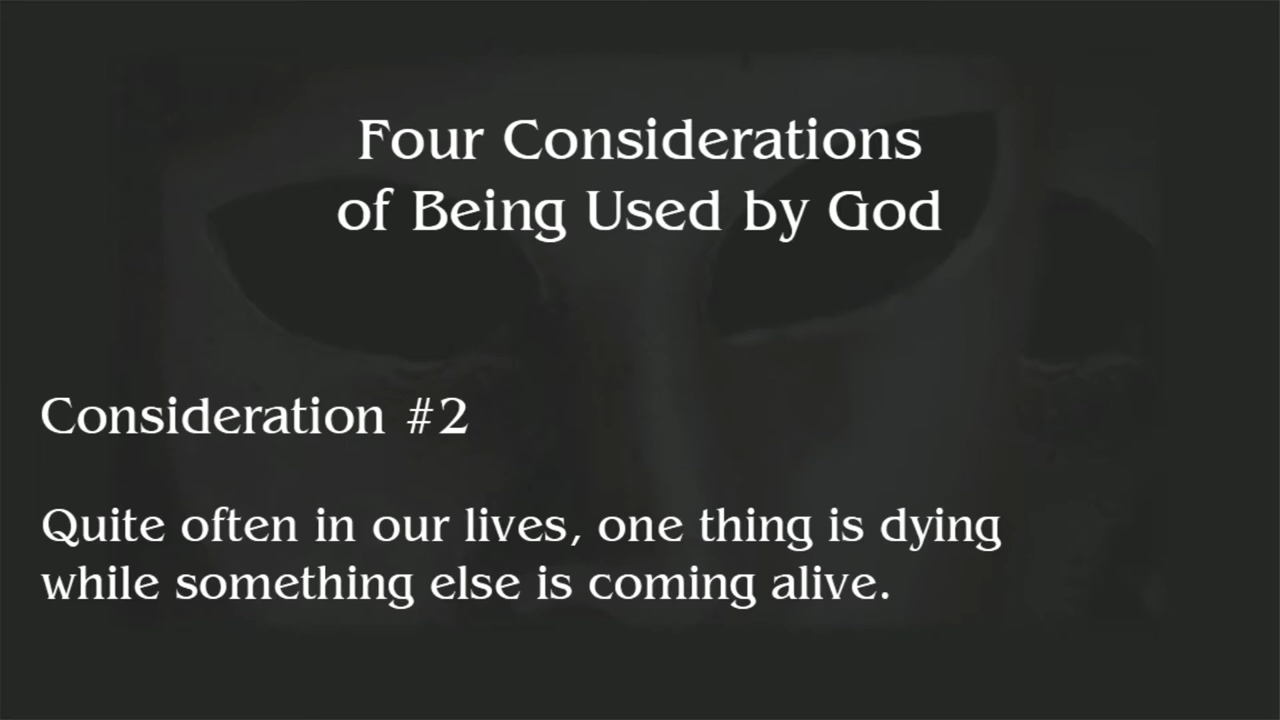 Four Considerations
of Being Used by God
Consideration #2
Quite often in our lives, one thing is dying
while something else is coming alive.